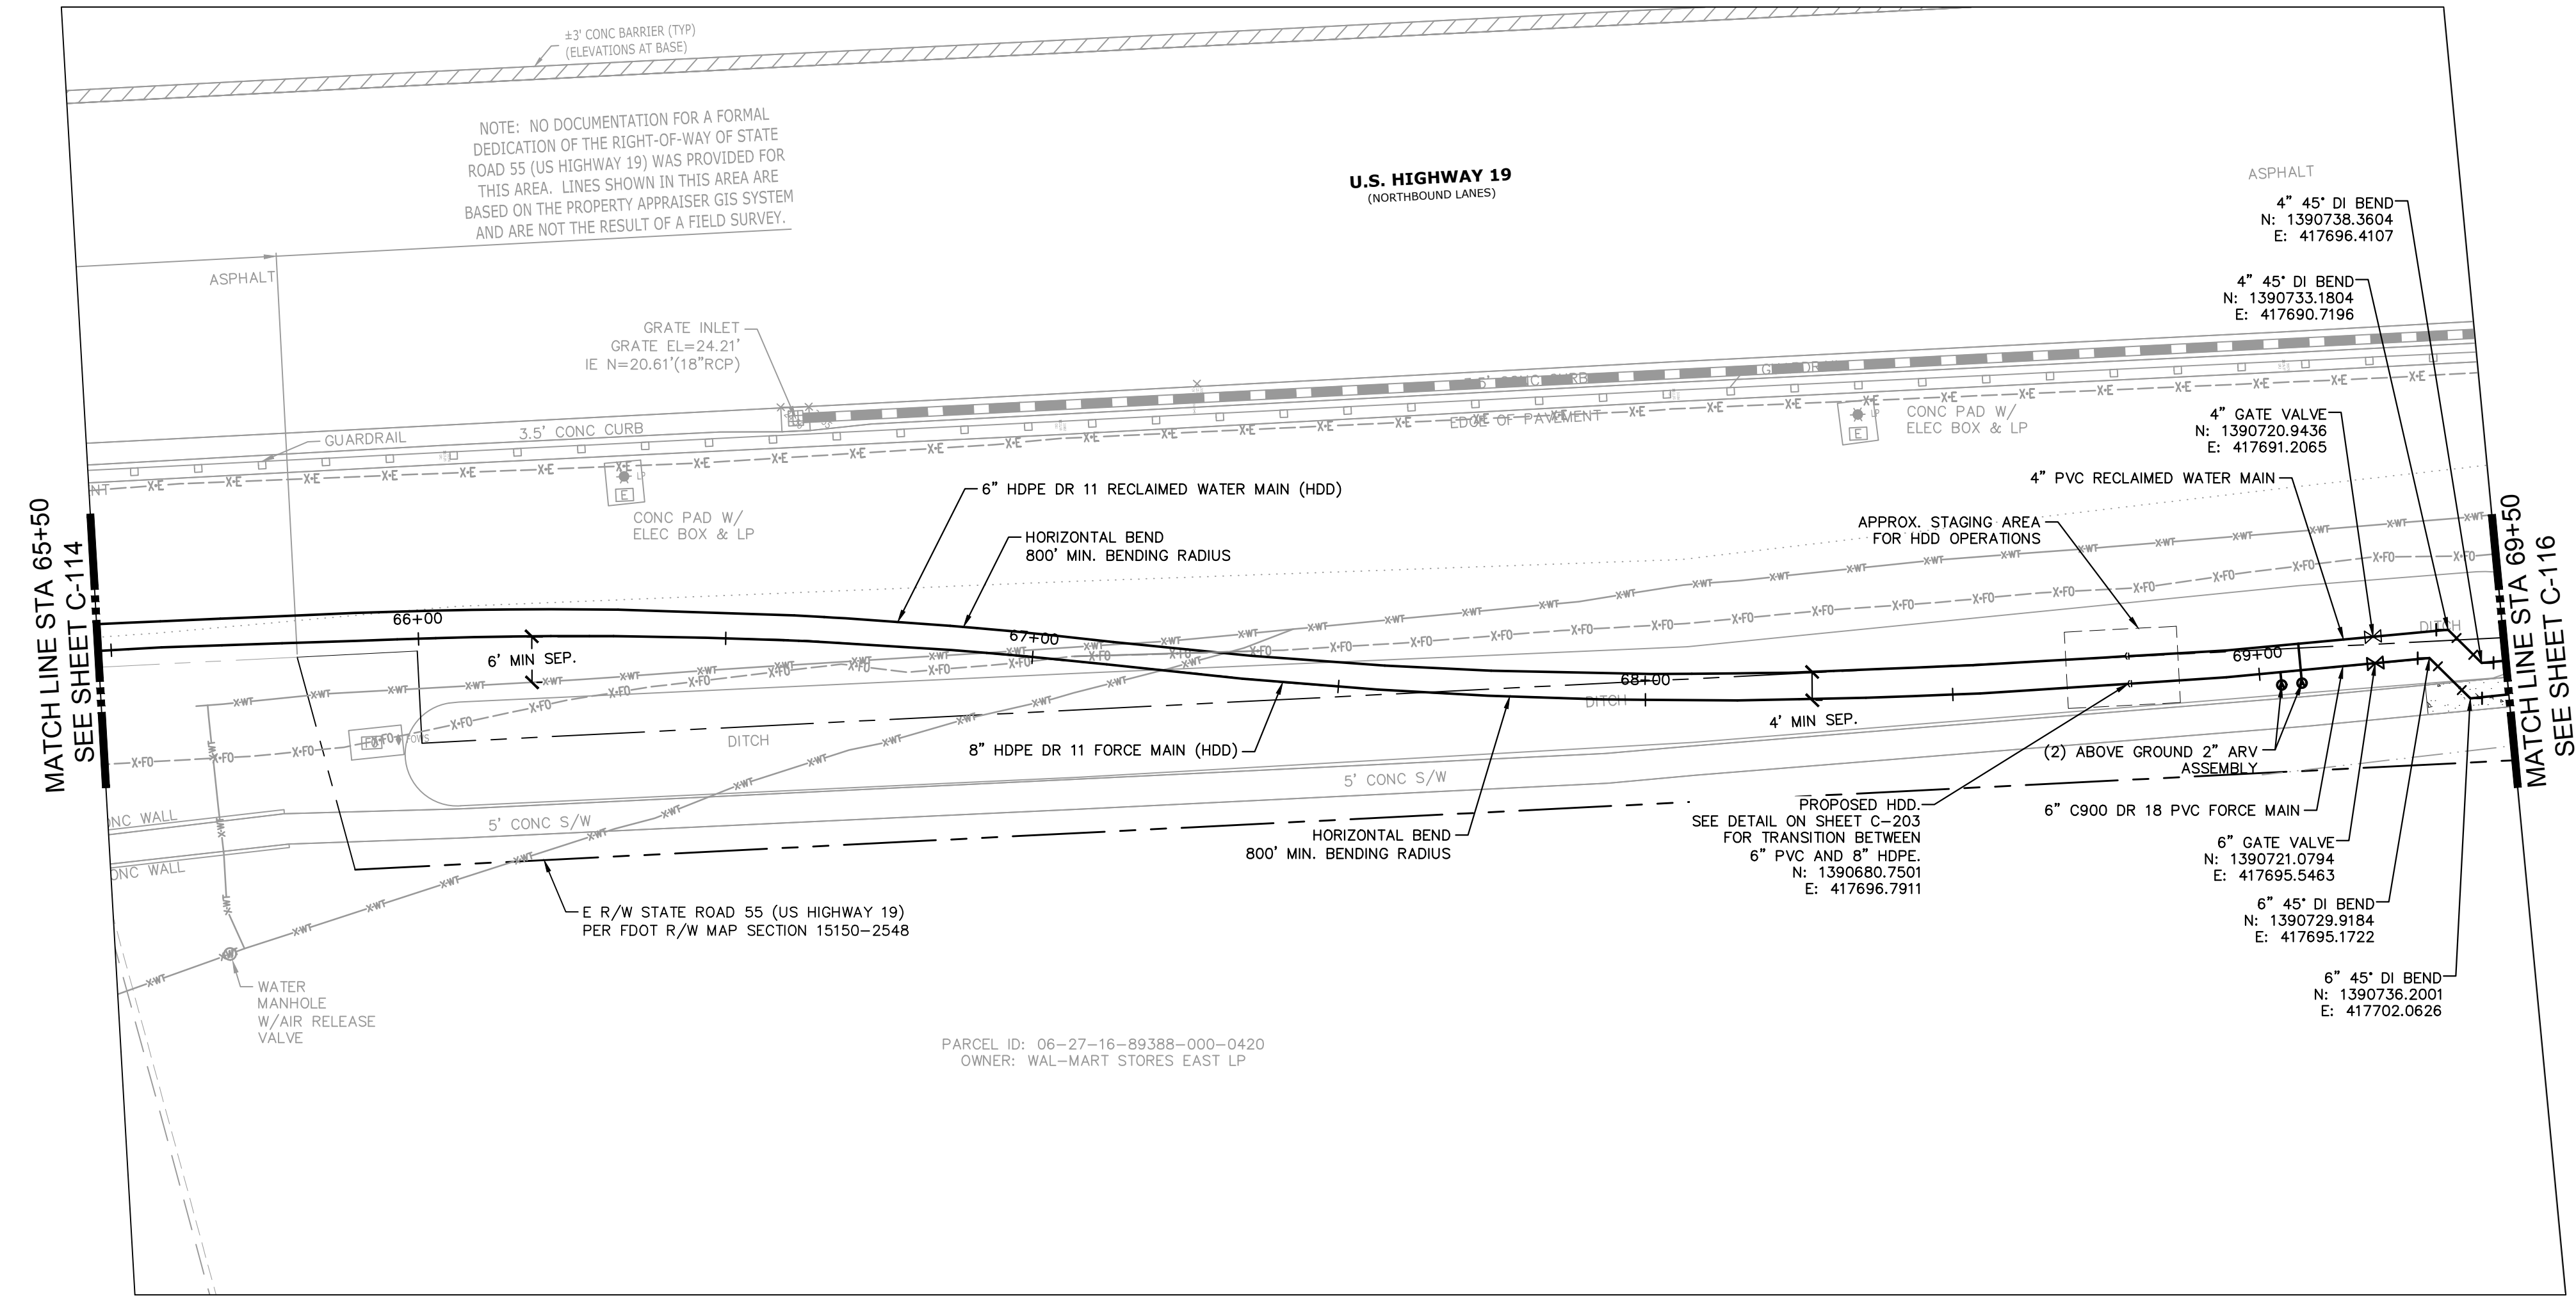 ±3' CONC BARRIER (TYP)
(ELEVATIONS AT BASE)
NOTE: NO DOCUMENTATION FOR A FORMAL
DEDICATION OF THE RIGHT-OF-WAY OF STATE
ROAD 55 (US HIGHWAY 19) WAS PROVIDED FOR
THIS AREA. LINES SHOWN IN THIS AREA ARE
BASED ON THE PROPERTY APPRAISER GIS SYSTEM
AND ARE NOT THE RESULT OF A FIELD SURVEY.
U.S. HIGHWAY 19
(NORTHBOUND LANES)
ASPHALT
4" 45° DI BEND
N: 1390738.3604
E: 417696.4107
ASPHALT
4" 45° DI BEND
N: 1390733.1804
E: 417690.7196
GRATE INLET
GRATE EL=24.21'
IE N=20.61'(18"RCP)
GUARDRAIL
3.5' CONC CURB
EDGE OF PAVEMENT
CONC PAD W/
ELEC BOX & LP
LP
E
4" GATE VALVE
N: 1390720.9436
E: 417691.2065
LP
E
CONC PAD W/
ELEC BOX & LP
6" HDPE DR 11 RECLAIMED WATER MAIN (HDD)
4" PVC RECLAIMED WATER MAIN
HORIZONTAL BEND
800' MIN. BENDING RADIUS
APPROX. STAGING AREA
FOR HDD OPERATIONS
MATCH LINE STA 65+50
SEE SHEET C-114
MATCH LINE STA 69+50
SEE SHEET C-116
66+00
67+00
68+00
69+00
DITCH
6' MIN SEP.
4' MIN SEP.
DITCH
DITCH
8" HDPE DR 11 FORCE MAIN (HDD)
(2) ABOVE GROUND 2" ARV
ASSEMBLY
5' CONC S/W
5' CONC S/W
PROPOSED HDD.
SEE DETAIL ON SHEET C-203
FOR TRANSITION BETWEEN
6" PVC AND 8" HDPE.
N: 1390680.7501
E: 417696.7911
6" C900 DR 18 PVC FORCE MAIN
HORIZONTAL BEND
800' MIN. BENDING RADIUS
6" GATE VALVE
N: 1390721.0794
E: 417695.5463
6" 45° DI BEND
N: 1390729.9184
E: 417695.1722
6" 45° DI BEND
N: 1390736.2001
E: 417702.0626
E R/W STATE ROAD 55 (US HIGHWAY 19)
PER FDOT R/W MAP SECTION 15150-2548
WALL
WALL
WATER
MANHOLE
W/AIR RELEASE
VALVE
PARCEL ID: 06-27-16-89388-000-0420
OWNER: WAL-MART STORES EAST LP